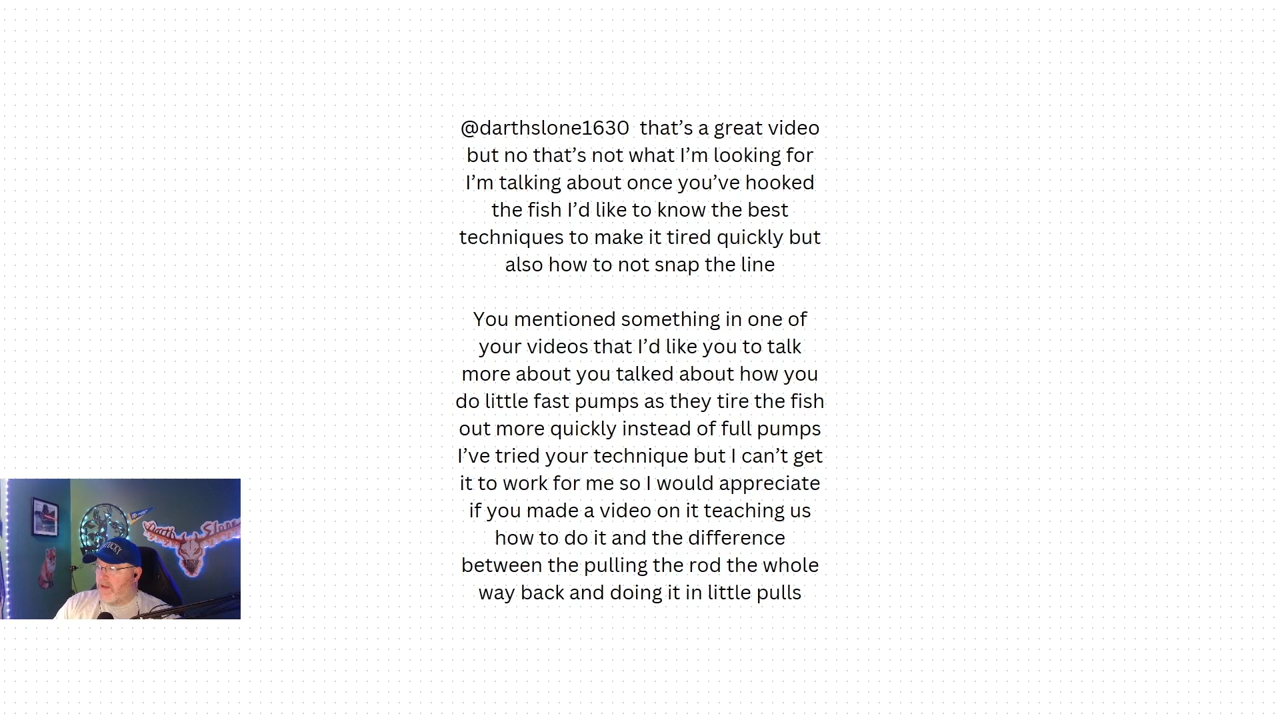 @darthslone1630  that's a great video
but no that's not what I'm looking for
I'm talking about once you've hooked
the fish I'd like to know the best
techniques to make it tired quickly but
also how to not snap the line
You mentioned something in one of
your videos that I'd like you to talk
more about you talked about how you
do little fast pumps as they tire the fish
out more quickly instead of full pumps
I've tried your technique but I can't get
it to work for me so I would appreciate
if you made a video on it teaching us
how to do it and the difference
between the pulling the rod the whole
way back and doing it in little pulls
Darth Slone